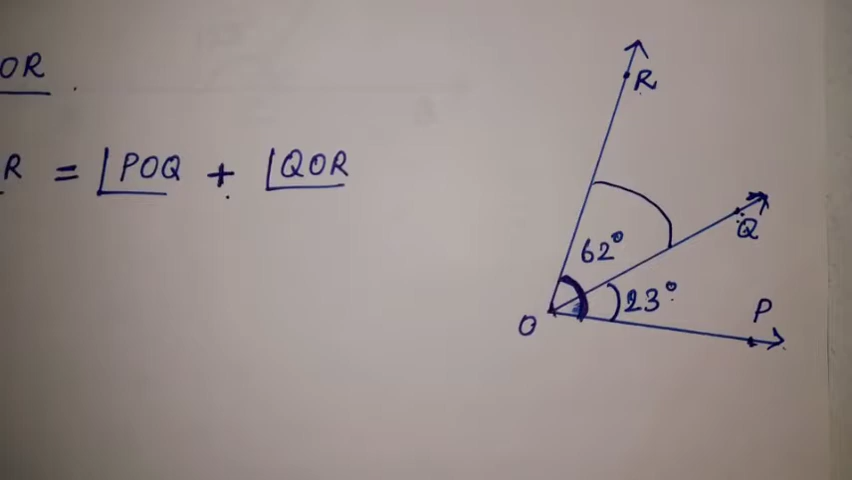 OR .
R = ∠POQ + ∠QOR
R
62°
Q
23°
P
O